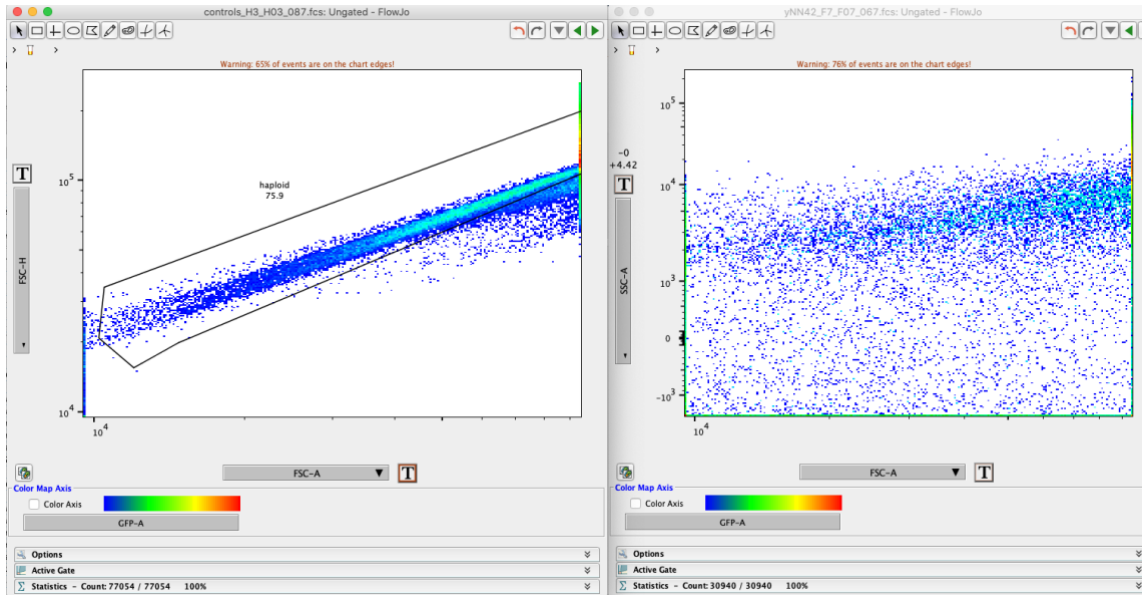 controls_H3_H03_087.fcs: Ungated - FlowJo
Warning: 65% of events are on the chart edges!
10^5
10^4
haploid
75.9
T
FSC-H
10^4
FSC-A
T
Color Map Axis
Color Axis
GFP-A
Options
Active Gate
Σ Statistics - Count: 77054 / 77054 100%
yNN42_F7_F07_067.fcs: Ungated - FlowJo
Warning: 76% of events are on the chart edges!
10^5
10^4
10^3
0
-10^3
-0
+4.42
T
SSC-A
10^4
FSC-A
T
Color Map Axis
Color Axis
GFP-A
Options
Active Gate
Σ Statistics - Count: 30940 / 30940 100%